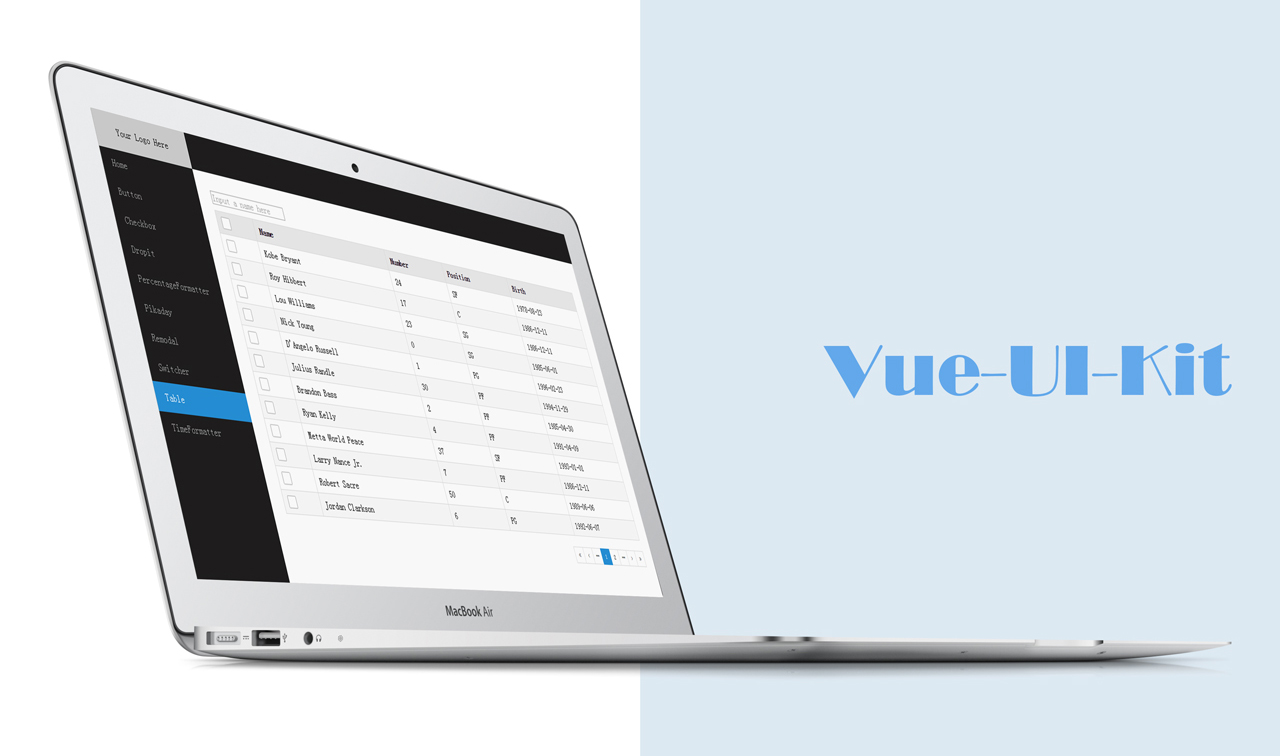 Your Logo Here
Home
Button
Checkbox
Dropit
PercentageFormatter
Pikaday
Remodal
Switcher
Table
TimeFormatter
Input a name here
Name Number Position Birth
Kobe Bryant 24 SF 1978-08-23
Roy Hibbert 17 C 1986-12-11
Lou Williams 23 SG 1986-12-11
Nick Young 0 SG 1985-06-01
D'Angelo Russell 1 PG 1996-02-23
Julius Randle 30 PF 1994-11-29
Brandon Bass 2 PF 1985-04-30
Ryan Kelly 4 PF 1991-04-09
Metta World Peace 37 SF 1993-01-01
Larry Nance Jr. 7 PF 1986-12-11
Robert Sacre 50 C 1989-06-06
Jordan Clarkson 6 PG 1992-06-07
« ‹ 1 2 › »
MacBook Air
Vue-UI-Kit